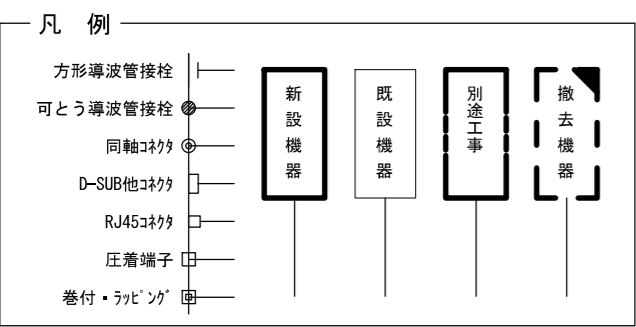 凡 例
方形導波管接栓
可とう導波管接栓
同軸ｺﾈｸﾀ
D-SUB他ｺﾈｸﾀ
RJ45ｺﾈｸﾀ
圧着端子
巻付・ﾗｯﾋﾟﾝｸﾞ
新設機器
既設機器
別途工事
撤去機器